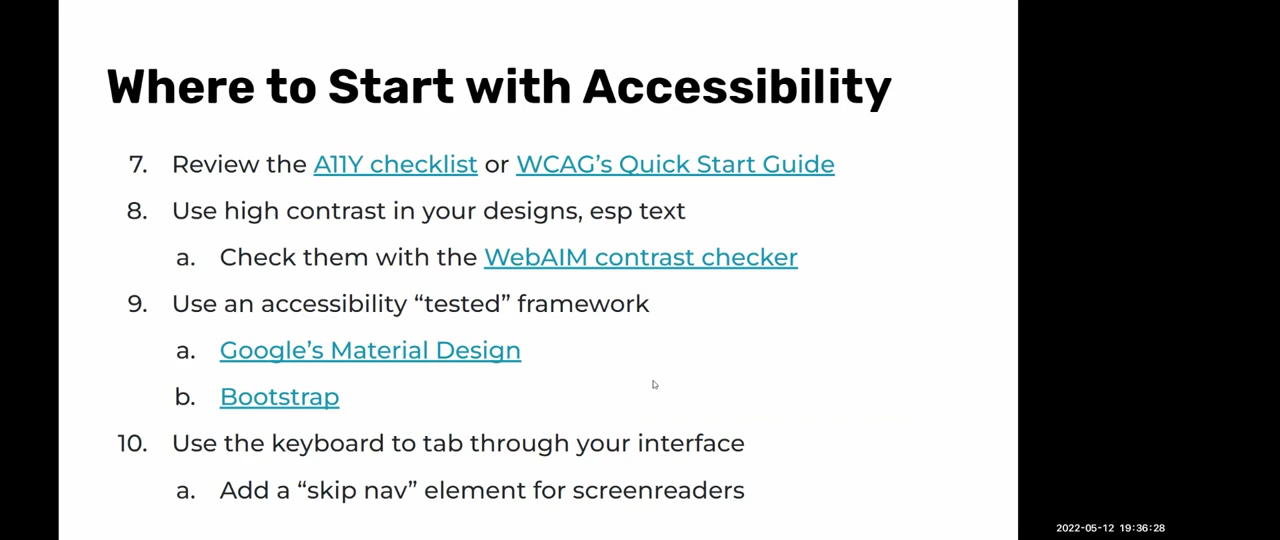 Where to Start with Accessibility
7. Review the A11Y checklist or WCAG’s Quick Start Guide
8. Use high contrast in your designs, esp text
a. Check them with the WebAIM contrast checker
9. Use an accessibility “tested” framework
a. Google’s Material Design
b. Bootstrap
10. Use the keyboard to tab through your interface
a. Add a “skip nav” element for screenreaders
2022-05-12 19:36:28